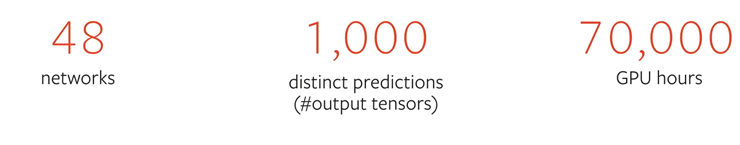 48
networks
1,000
distinct predictions
(#output tensors)
70,000
GPU hours